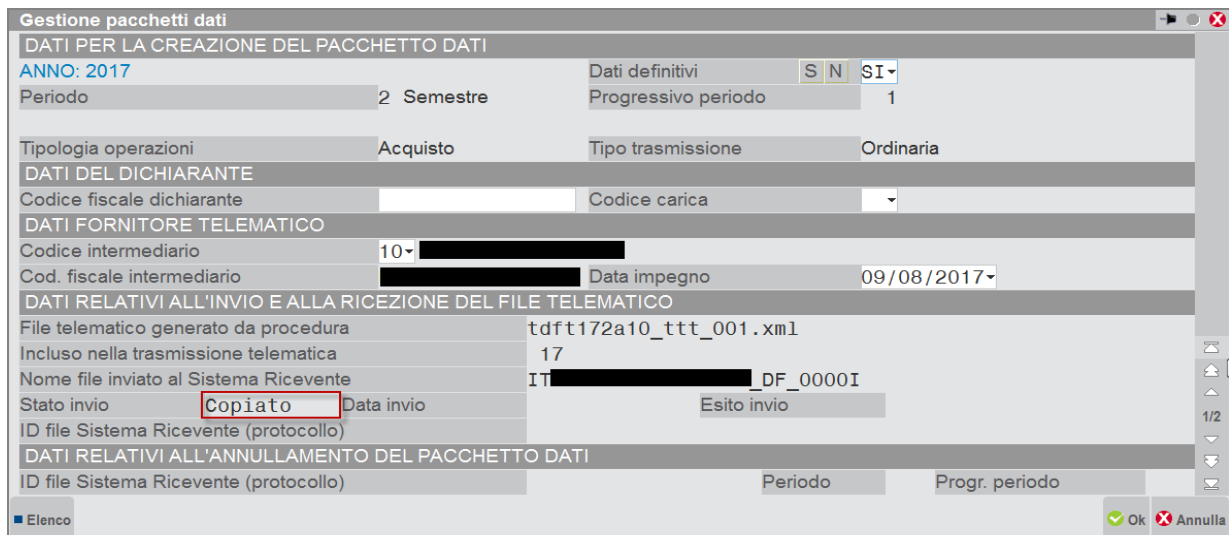 Gestione pacchetti dati
DATI PER LA CREAZIONE DEL PACCHETTO DATI
ANNO: 2017 Dati definitivi S N SI
Periodo 2 Semestre Progressivo periodo 1
Tipologia operazioni Acquisto Tipo trasmissione Ordinaria
DATI DEL DICHIARANTE
Codice fiscale dichiarante Codice carica
DATI FORNITORE TELEMATICO
Codice intermediario 10
Cod. fiscale intermediario Data impegno 09/08/2017
DATI RELATIVI ALL'INVIO E ALLA RICEZIONE DEL FILE TELEMATICO
File telematico generato da procedura tdft172a10_ttt_001.xml
Incluso nella trasmissione telematica 17
Nome file inviato al Sistema Ricevente IT _DF_0000I
Stato invio Copiato Data invio Esito invio
ID file Sistema Ricevente (protocollo)
1/2
DATI RELATIVI ALL'ANNULLAMENTO DEL PACCHETTO DATI
ID file Sistema Ricevente (protocollo) Periodo Progr. periodo
Elenco Ok Annulla